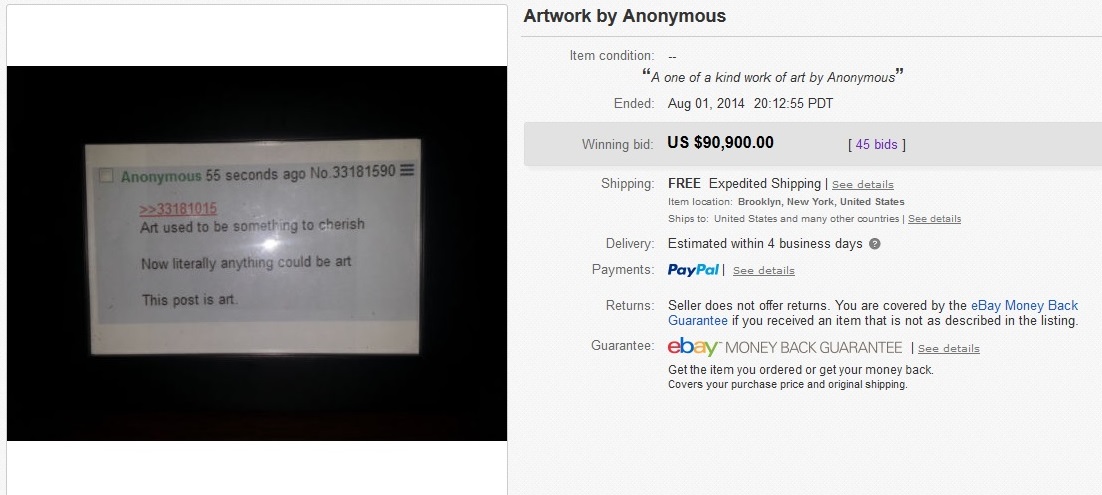 Artwork by Anonymous
Item condition: --
“A one of a kind work of art by Anonymous”
Ended: Aug 01, 2014 20:12:55 PDT
Winning bid: US $90,900.00 [ 45 bids ]
Shipping: FREE Expedited Shipping | See details
Item location: Brooklyn, New York, United States
Ships to: United States and many other countries | See details
Delivery: Estimated within 4 business days ?
Payments: PayPal | See details
Returns: Seller does not offer returns. You are covered by the eBay Money Back
Guarantee if you received an item that is not as described in the listing.
Guarantee: ebay™ MONEY BACK GUARANTEE | See details
Get the item you ordered or get your money back.
Covers your purchase price and original shipping.
Anonymous 55 seconds ago No.33181590
>>33181015
Art used to be something to cherish
Now literally anything could be art
This post is art.